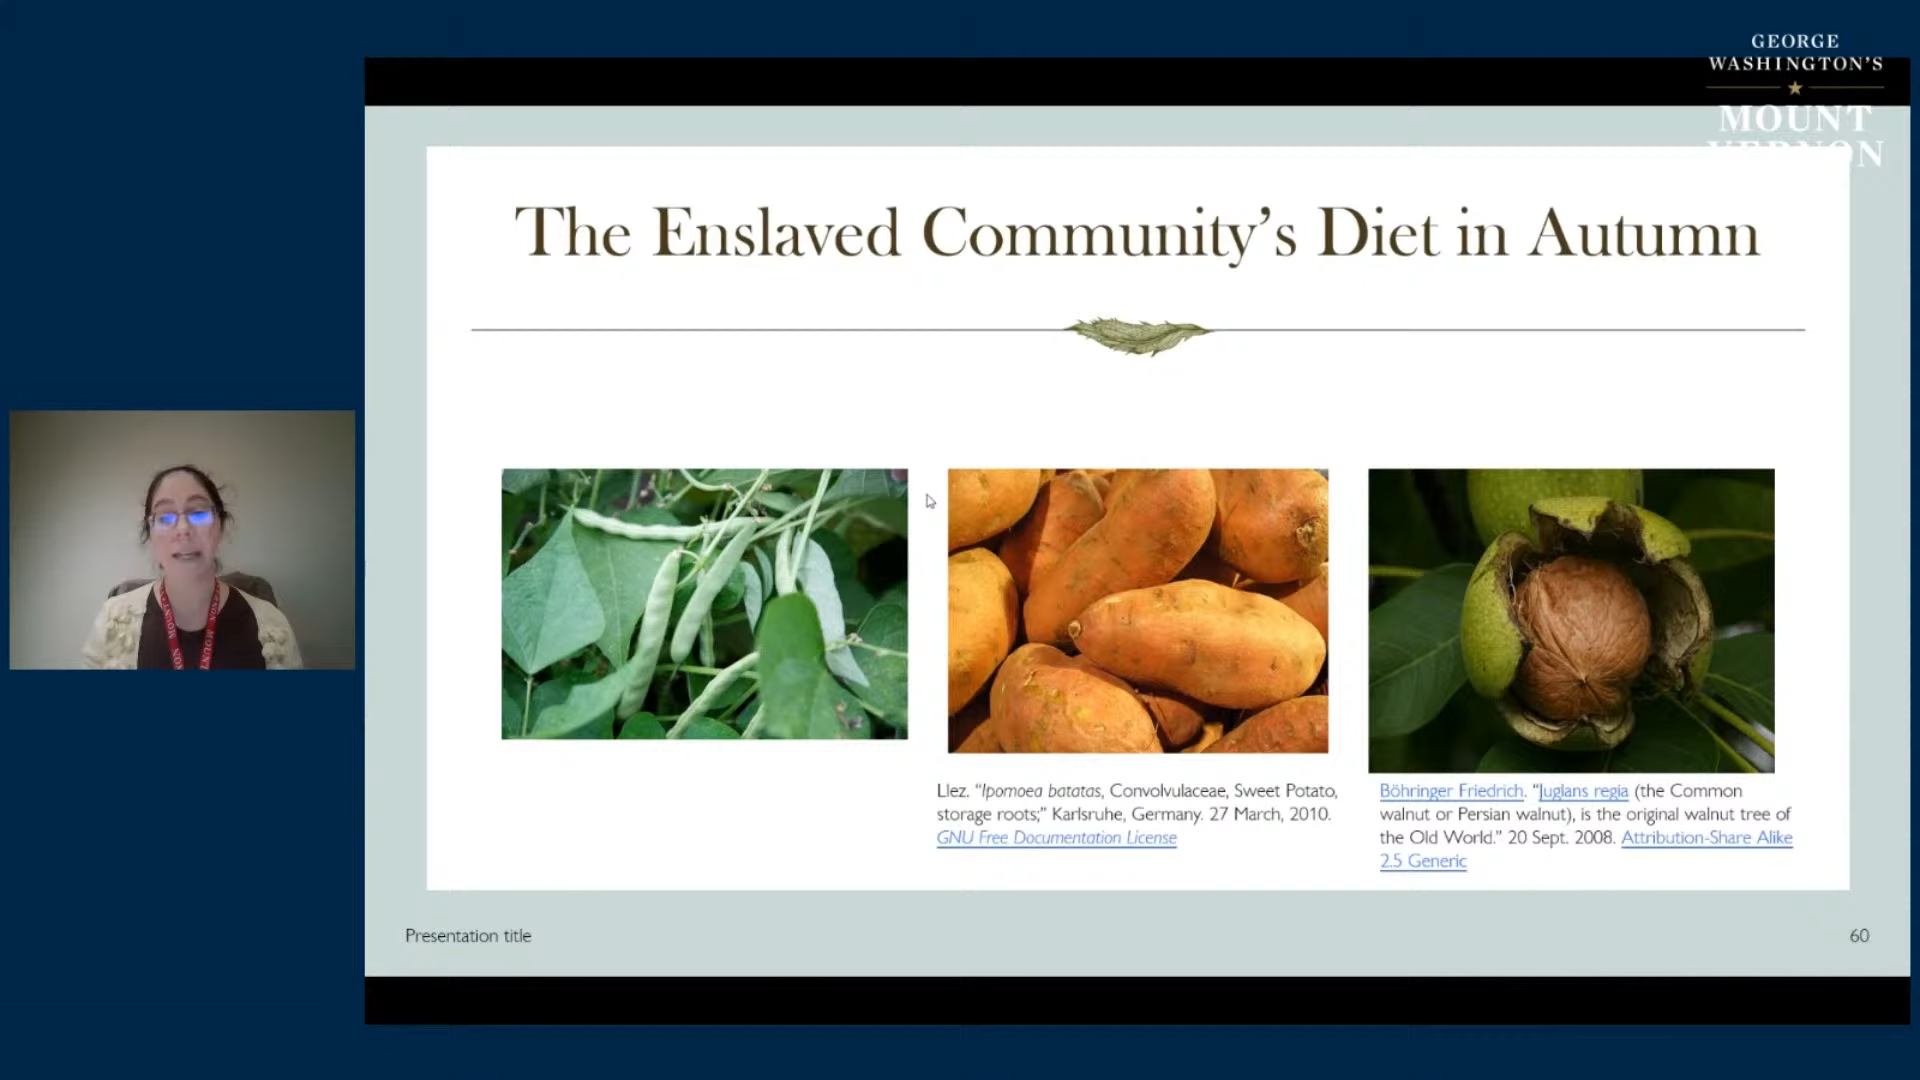 GEORGE
WASHINGTON'S
MOUNT
VERNON
The Enslaved Community's Diet in Autumn
Llez. "Ipomoea batatas, Convolvulaceae, Sweet Potato,
storage roots;" Karlsruhe, Germany. 27 March, 2010.
GNU Free Documentation License
Böhringer Friedrich. "Juglans regia (the Common
walnut or Persian walnut), is the original walnut tree of
the Old World." 20 Sept. 2008. Attribution-Share Alike
2.5 Generic
Presentation title
60